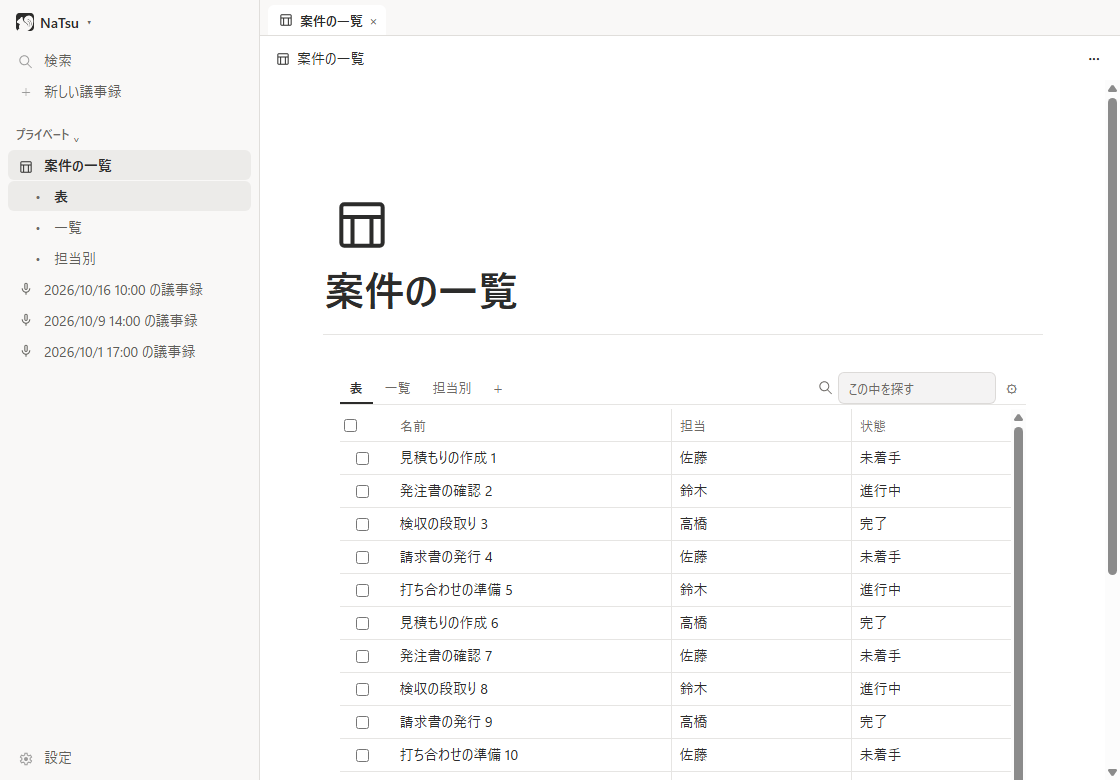 NaTsu
検索
新しい議事録
プライベート
案件の一覧
表
一覧
担当別
2026/10/16 10:00 の議事録
2026/10/9 14:00 の議事録
2026/10/1 17:00 の議事録
設定
案件の一覧 ×
案件の一覧 ...
案件の一覧
表 一覧 担当別 + この中を探す
名前 担当 状態
見積もりの作成 1 佐藤 未着手
発注書の確認 2 鈴木 進行中
検収の段取り 3 高橋 完了
請求書の発行 4 佐藤 未着手
打ち合わせの準備 5 鈴木 進行中
見積もりの作成 6 高橋 完了
発注書の確認 7 佐藤 未着手
検収の段取り 8 鈴木 進行中
請求書の発行 9 高橋 完了
打ち合わせの準備 10 佐藤 未着手